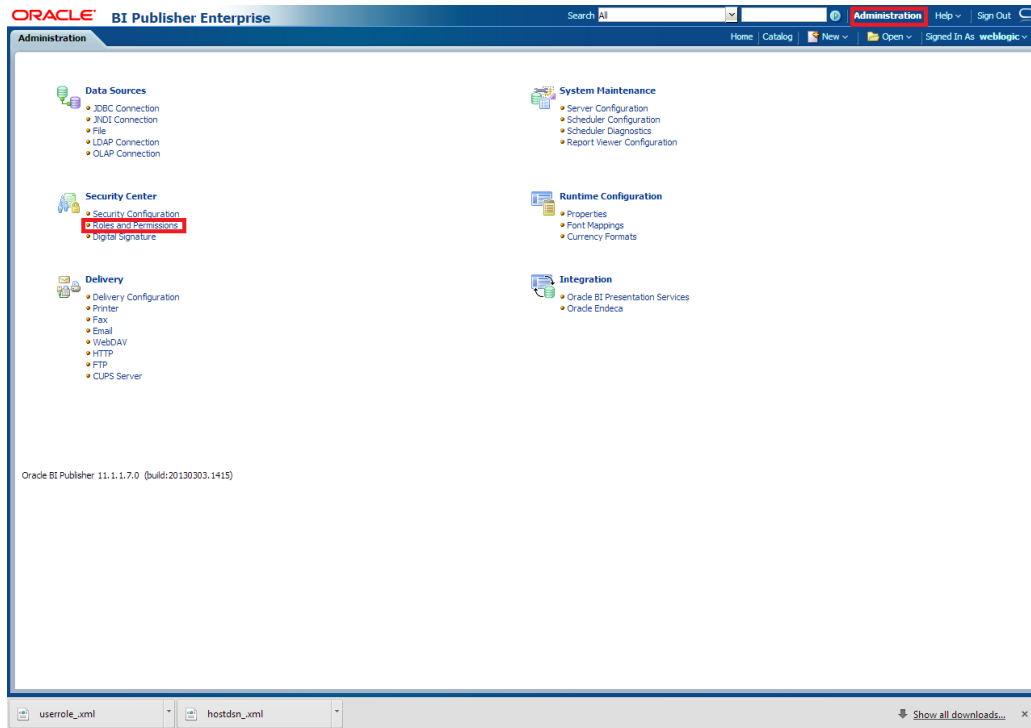 ORACLE BI Publisher Enterprise Search All Administration Help Sign Out
Administration Home Catalog New Open Signed In As weblogic
Data Sources
JDBC Connection
JNDI Connection
File
LDAP Connection
OLAP Connection
System Maintenance
Server Configuration
Scheduler Configuration
Scheduler Diagnostics
Report Viewer Configuration
Security Center
Security Configuration
Roles and Permissions
Digital Signature
Runtime Configuration
Properties
Font Mappings
Currency Formats
Delivery
Delivery Configuration
Printer
Fax
Email
WebDAV
HTTP
FTP
CUPS Server
Integration
Oracle BI Presentation Services
Oracle Endeca
Oracle BI Publisher 11.1.1.7.0 (build:20130303.1415)
userrole_.xml hostdsn_.xml Show all downloads...